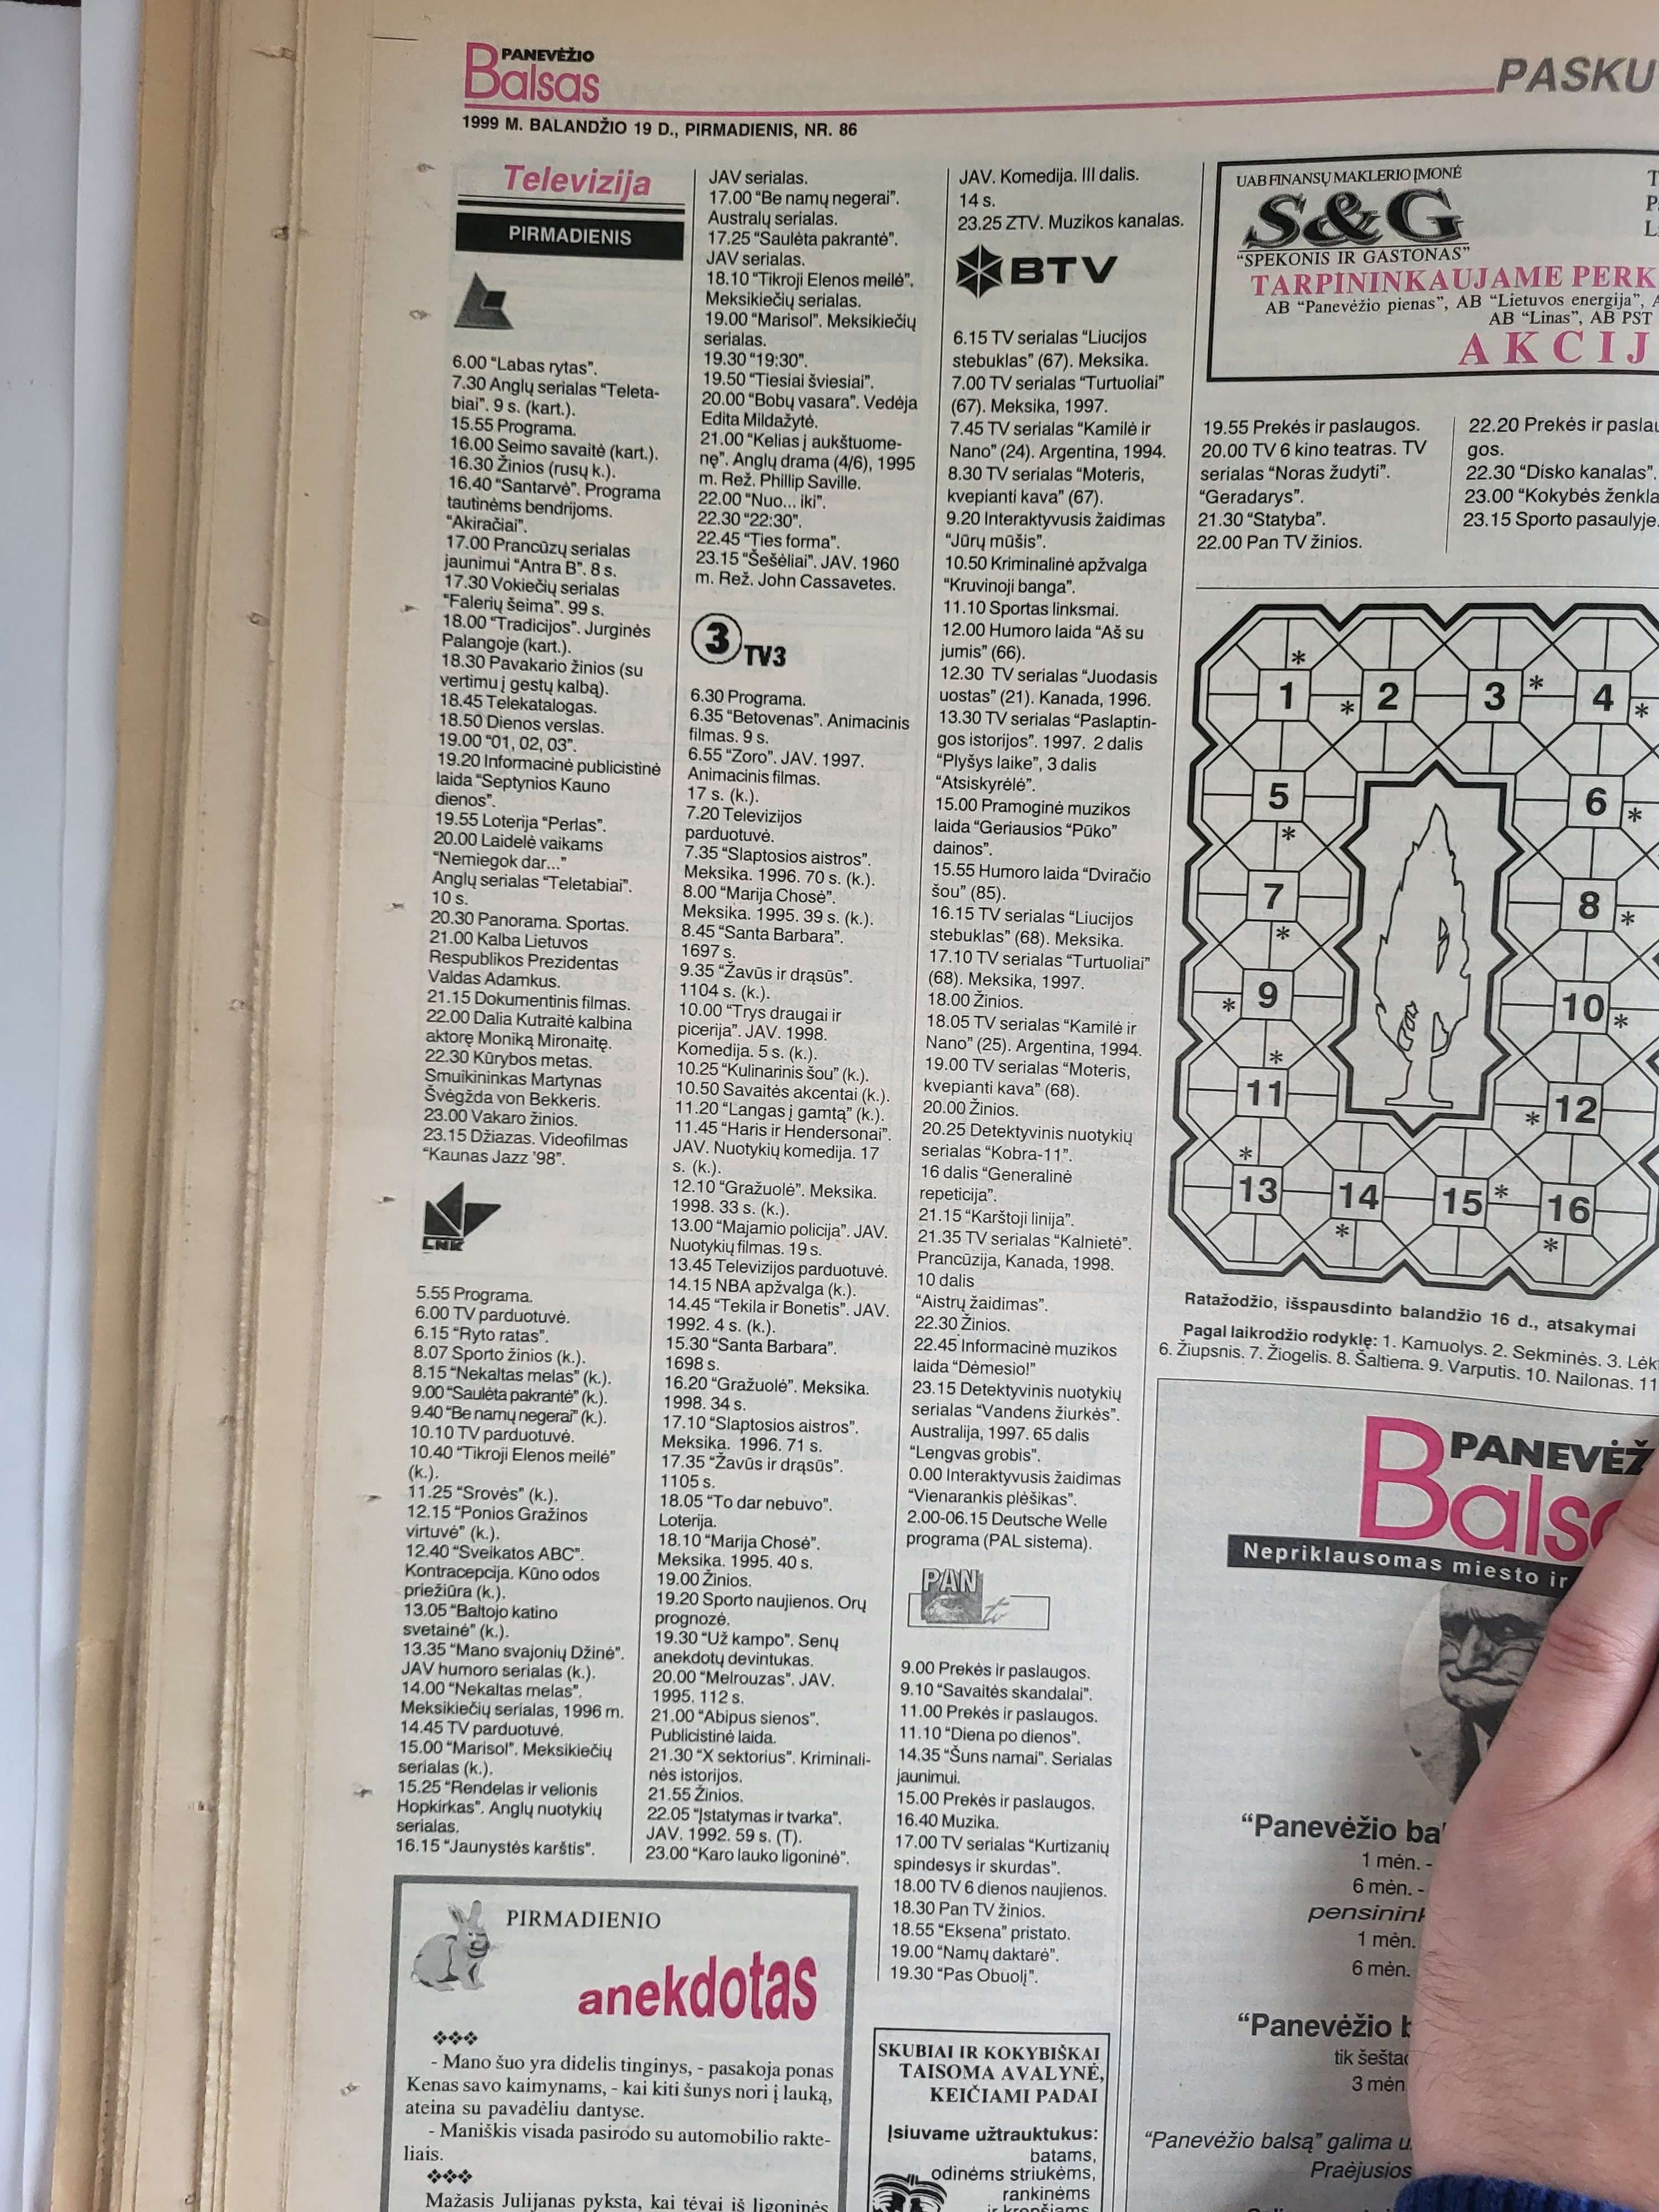 PANEVĖŽIO
Balsas
PASKU
1999 M. BALANDŽIO 19 D., PIRMADIENIS, NR. 86
Televizija
PIRMADIENIS
6.00 “Labas rytas”.
7.30 Anglų serialas “Teleta-
biai”. 9 s. (kart.).
15.55 Programa.
16.00 Seimo savaitė (kart.).
16.30 Žinios (rusų k.).
16.40 “Santarvė”. Programa
tautinėms bendrijoms.
“Akiračiai”.
17.00 Prancūzų serialas
jaunimui “Antra B”. 8 s.
17.30 Vokiečių serialas
“Falerių šeima”. 99 s.
18.00 “Tradicijos”. Jurginės
Palangoje (kart.).
18.30 Pavakario žinios (su
vertimu į gestų kalbą).
18.45 Telekatalogas.
18.50 Dienos verslas.
19.00 “01, 02, 03”.
19.20 Informacinė publicistinė
laida “Septynios Kauno
dienos”.
19.55 Loterija “Perlas”.
20.00 Laidelė vaikams
“Nemiegok dar...”
Anglų serialas “Teletabiai”.
10 s.
20.30 Panorama. Sportas.
21.00 Kalba Lietuvos
Respublikos Prezidentas
Valdas Adamkus.
21.15 Dokumentinis filmas.
22.00 Dalia Kutraitė kalbina
aktorę Moniką Mironaitę.
22.30 Kūrybos metas.
Smuikininkas Martynas
Švėgžda von Bekkeris.
23.00 Vakaro žinios.
23.15 Džiazas. Videofilmas
“Kaunas Jazz ’98”.
LNK
5.55 Programa.
6.00 TV parduotuvė.
6.15 “Ryto ratas”.
8.07 Sporto žinios (k.).
8.15 “Nekaltas melas” (k.).
9.00 “Saulėta pakrantė” (k.).
9.40 “Be namų negerai” (k.).
10.10 TV parduotuvė.
10.40 “Tikroji Elenos meilė”
(k.).
11.25 “Srovės” (k.).
12.15 “Ponios Gražinos
virtuvė” (k.).
12.40 “Sveikatos ABC”.
Kontracepcija. Kūno odos
priežiūra (k.).
13.05 “Baltojo katino
svetainė” (k.).
13.35 “Mano svajonių Džinė”.
JAV humoro serialas (k.).
14.00 “Nekaltas melas”.
Meksikiečių serialas, 1996 m.
14.45 TV parduotuvė.
15.00 “Marisol”. Meksikiečių
serialas (k.).
15.25 “Rendelas ir velionis
Hopkirkas”. Anglų nuotykių
serialas.
16.15 “Jaunystės karštis”.
JAV serialas.
17.00 “Be namų negerai”.
Australų serialas.
17.25 “Saulėta pakrantė”.
JAV serialas.
18.10 “Tikroji Elenos meilė”.
Meksikiečių serialas.
19.00 “Marisol”. Meksikiečių
serialas.
19.30 “19:30”.
19.50 “Tiesiai šviesiai”.
20.00 “Bobų vasara”. Vedėja
Edita Mildažytė.
21.00 “Kelias į aukštuome-
nę”. Anglų drama (4/6), 1995
m. Rež. Phillip Saville.
22.00 “Nuo... iki”.
22.30 “22:30”.
22.45 “Ties forma”.
23.15 “Šešėliai”. JAV. 1960
m. Rež. John Cassavetes.
3 TV3
6.30 Programa.
6.35 “Betovenas”. Animacinis
filmas. 9 s.
6.55 “Zoro”. JAV. 1997.
Animacinis filmas.
17 s. (k.).
7.20 Televizijos
parduotuvė.
7.35 “Slaptosios aistros”.
Meksika. 1996. 70 s. (k.).
8.00 “Marija Chosė”.
Meksika. 1995. 39 s. (k.).
8.45 “Santa Barbara”.
1697 s.
9.35 “Žavūs ir drąsūs”.
1104 s. (k.).
10.00 “Trys draugai ir
picerija”. JAV. 1998.
Komedija. 5 s. (k.).
10.25 “Kulinarinis šou” (k.).
10.50 Savaitės akcentai (k.).
11.20 “Langas į gamtą” (k.).
11.45 “Haris ir Hendersonai”.
JAV. Nuotykių komedija. 17
s. (k.).
12.10 “Gražuolė”. Meksika.
1998. 33 s. (k.).
13.00 “Majamio policija”. JAV.
Nuotykių filmas. 19 s.
13.45 Televizijos parduotuvė.
14.15 NBA apžvalga (k.).
14.45 “Tekila ir Bonetis”. JAV.
1992. 4 s. (k.).
15.30 “Santa Barbara”.
1698 s.
16.20 “Gražuolė”. Meksika.
1998. 34 s.
17.10 “Slaptosios aistros”.
Meksika. 1996. 71 s.
17.35 “Žavūs ir drąsūs”.
1105 s.
18.05 “To dar nebuvo”.
Loterija.
18.10 “Marija Chosė”.
Meksika. 1995. 40 s.
19.00 Žinios.
19.20 Sporto naujienos. Orų
prognozė.
19.30 “Už kampo”. Senų
anekdotų devintukas.
20.00 “Melrouzas”. JAV.
1995. 112 s.
21.00 “Abipus sienos”.
Publicistinė laida.
21.30 “X sektorius”. Kriminali-
nės istorijos.
21.55 Žinios.
22.05 “Įstatymas ir tvarka”.
JAV. 1992. 59 s. (T).
23.00 “Karo lauko ligoninė”.
JAV. Komedija. III dalis.
14 s.
23.25 ZTV. Muzikos kanalas.
BTV
6.15 TV serialas “Liucijos
stebuklas” (67). Meksika.
7.00 TV serialas “Turtuoliai”
(67). Meksika, 1997.
7.45 TV serialas “Kamilė ir
Nano” (24). Argentina, 1994.
8.30 TV serialas “Moteris,
kvepianti kava” (67).
9.20 Interaktyvusis žaidimas
“Jūrų mūšis”.
10.50 Kriminalinė apžvalga
“Kruvinoji banga”.
11.10 Sportas linksmai.
12.00 Humoro laida “Aš su
jumis” (66).
12.30 TV serialas “Juodasis
uostas” (21). Kanada, 1996.
13.30 TV serialas “Paslaptin-
gos istorijos”. 1997. 2 dalis
“Plyšys laike”, 3 dalis
“Atsiskyrėlė”.
15.00 Pramoginė muzikos
laida “Geriausios “Pūko”
dainos”.
15.55 Humoro laida “Dviračio
šou” (85).
16.15 TV serialas “Liucijos
stebuklas” (68). Meksika.
17.10 TV serialas “Turtuoliai”
(68). Meksika, 1997.
18.00 Žinios.
18.05 TV serialas “Kamilė ir
Nano” (25). Argentina, 1994.
19.00 TV serialas “Moteris,
kvepianti kava” (68).
20.00 Žinios.
20.25 Detektyvinis nuotykių
serialas “Kobra-11”.
16 dalis “Generalinė
repeticija”.
21.15 “Karštoji linija”.
21.35 TV serialas “Kalnietė”.
Prancūzija, Kanada, 1998.
10 dalis
“Aistrų žaidimas”.
22.30 Žinios.
22.45 Informacinė muzikos
laida “Dėmesio!”
23.15 Detektyvinis nuotykių
serialas “Vandens žiurkės”.
Australija, 1997. 65 dalis
“Lengvas grobis”.
0.00 Interaktyvusis žaidimas
“Vienarankis plėšikas”.
2.00-06.15 Deutsche Welle
programa (PAL sistema).
PAN tv
9.00 Prekės ir paslaugos.
9.10 “Savaitės skandalai”.
11.00 Prekės ir paslaugos.
11.10 “Diena po dienos”.
14.35 “Šuns namai”. Serialas
jaunimui.
15.00 Prekės ir paslaugos.
16.40 Muzika.
17.00 TV serialas “Kurtizanių
spindesys ir skurdas”.
18.00 TV 6 dienos naujienos.
18.30 Pan TV žinios.
18.55 “Eksena” pristato.
19.00 “Namų daktarė”.
19.30 “Pas Obuolį”.
19.55 Prekės ir paslaugos.
20.00 TV 6 kino teatras. TV
serialas “Noras žudyti”.
“Geradarys”.
21.30 “Statyba”.
22.00 Pan TV žinios.
22.20 Prekės ir paslau
gos.
22.30 “Disko kanalas”.
23.00 “Kokybės ženkla
23.15 Sporto pasaulyje.
UAB FINANSŲ MAKLERIO ĮMONĖ
S&G
“SPEKONIS IR GASTONAS”
TARPININKAUJAME PERK
AB “Panevėžio pienas”, AB “Lietuvos energija”, A
AB “Linas”, AB PST
AKCIJ
1 2 3 4
5 6
7 8
9 10
11 12
13 14 15 16
Ratažodžio, išspausdinto balandžio 16 d., atsakymai
Pagal laikrodžio rodyklę: 1. Kamuolys. 2. Sekminės. 3. Lėk
6. Žiupsnis. 7. Žiogelis. 8. Šaltiena. 9. Varputis. 10. Nailonas. 11
PANEVĖŽ
Balsa
Nepriklausomas miesto ir
“Panevėžio ba
1 mėn. -
6 mėn. -
pensinink
1 mėn.
6 mėn.
“Panevėžio b
tik šeštad
3 mėn
“Panevėžio balsą” galima u
Praėjusios
PIRMADIENIO
anekdotas
- Mano šuo yra didelis tinginys, - pasakoja ponas
Kenas savo kaimynams, - kai kiti šunys nori į lauką,
ateina su pavadėliu dantyse.
- Maniškis visada pasirodo su automobilio rakte-
liais.
Mažasis Julijanas pyksta, kai tėvai iš ligoninės
SKUBIAI IR KOKYBIŠKAI
TAISOMA AVALYNĖ,
KEIČIAMI PADAI
Įsiuvame užtrauktukus:
batams,
odinėms striukėms,
rankinėms